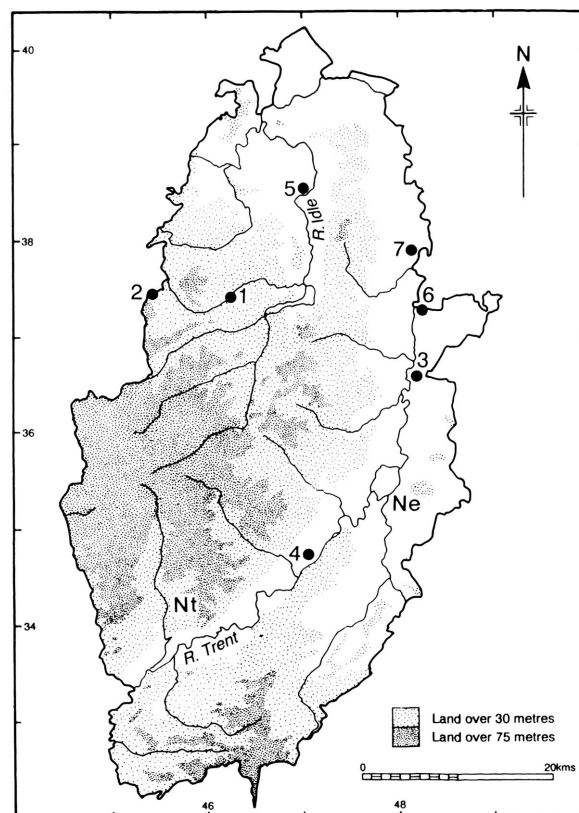 40
N
5
R. Idle
38
7
2
1
6
3
36
Ne
4
Nt
R. Trent
34
Land over 30 metres
Land over 75 metres
0
20kms
46
48